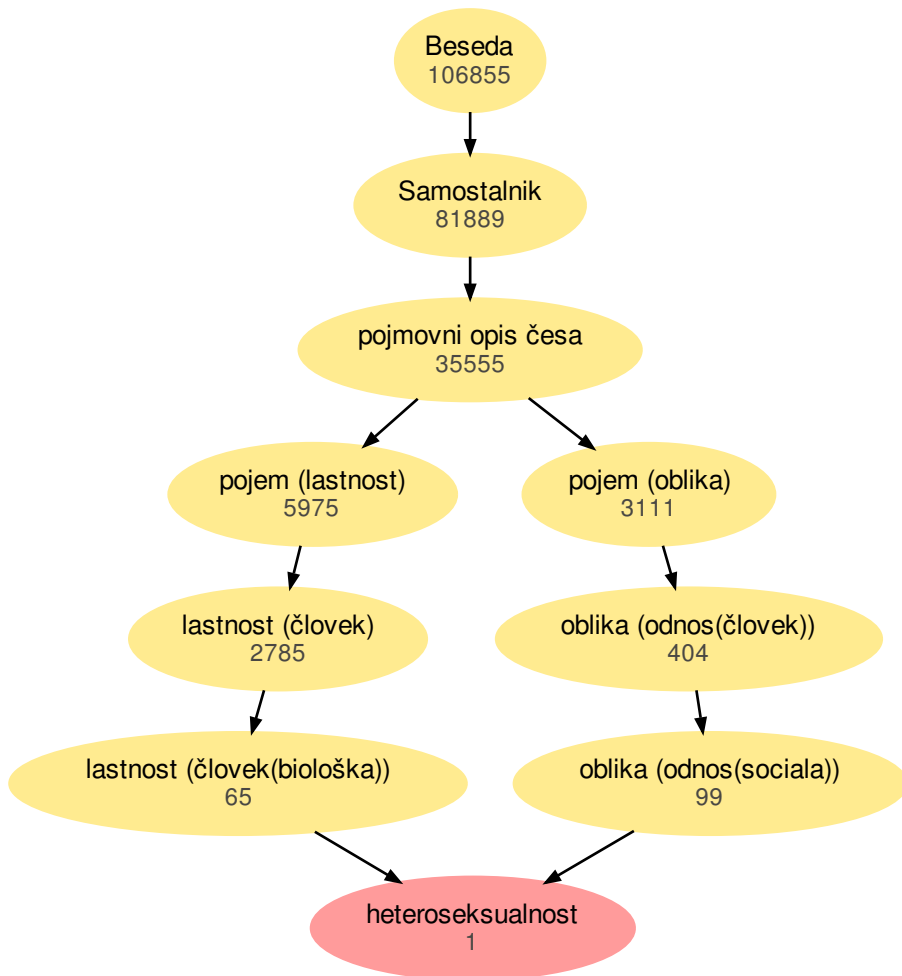 Beseda
106855
Samostalnik
81889
pojmovni opis česa
35555
pojem (lastnost)
5975
pojem (oblika)
3111
lastnost (človek)
2785
oblika (odnos(človek))
404
lastnost (človek(biološka))
65
oblika (odnos(sociala))
99
heteroseksualnost
1